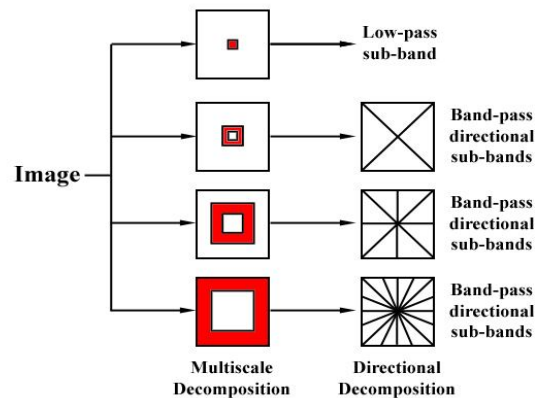 Low-pass
sub-band
Band-pass
directional
sub-bands
Image
Band-pass
directional
sub-bands
Band-pass
directional
sub-bands
Multiscale
Decomposition
Directional
Decomposition